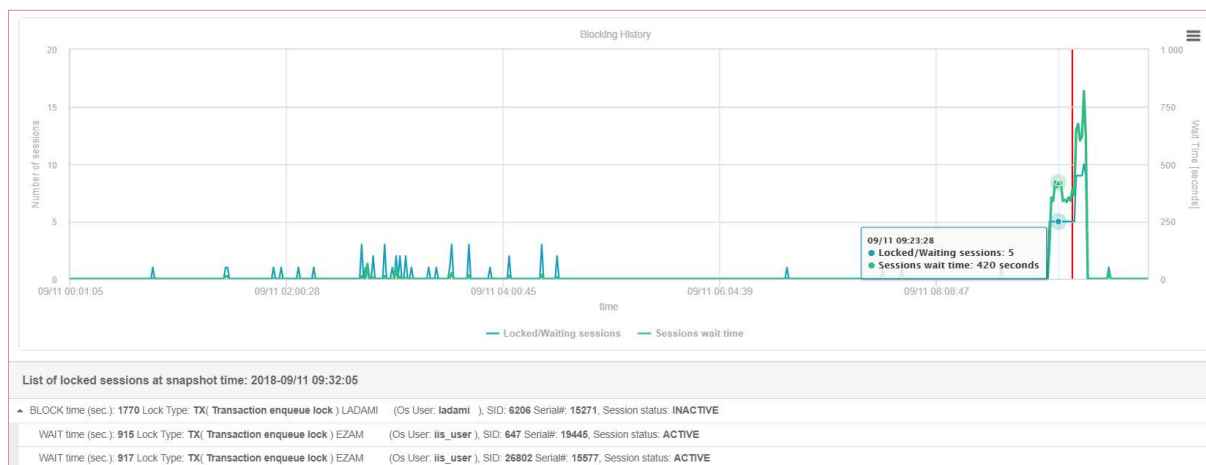 Blocking History
20
15
10
5
0
Number of sessions
1 000
750
500
250
0
Wait Time [seconds]
09/11 09:23:28
Locked/Waiting sessions: 5
Sessions wait time: 420 seconds
09/11 00:01:05
09/11 02:00:28
09/11 04:00:45
09/11 06:04:39
09/11 08:08:47
time
Locked/Waiting sessions
Sessions wait time
List of locked sessions at snapshot time: 2018-09/11 09:32:05
BLOCK time (sec.): 1770 Lock Type: TX( Transaction enqueue lock ) LADAMI (Os User: ladami ), SID: 6206 Serial#: 15271, Session status: INACTIVE
WAIT time (sec.): 915 Lock Type: TX( Transaction enqueue lock ) EZAM (Os User: iis_user ), SID: 647 Serial#: 19445, Session status: ACTIVE
WAIT time (sec.): 917 Lock Type: TX( Transaction enqueue lock ) EZAM (Os User: iis_user ), SID: 26802 Serial#: 15577, Session status: ACTIVE